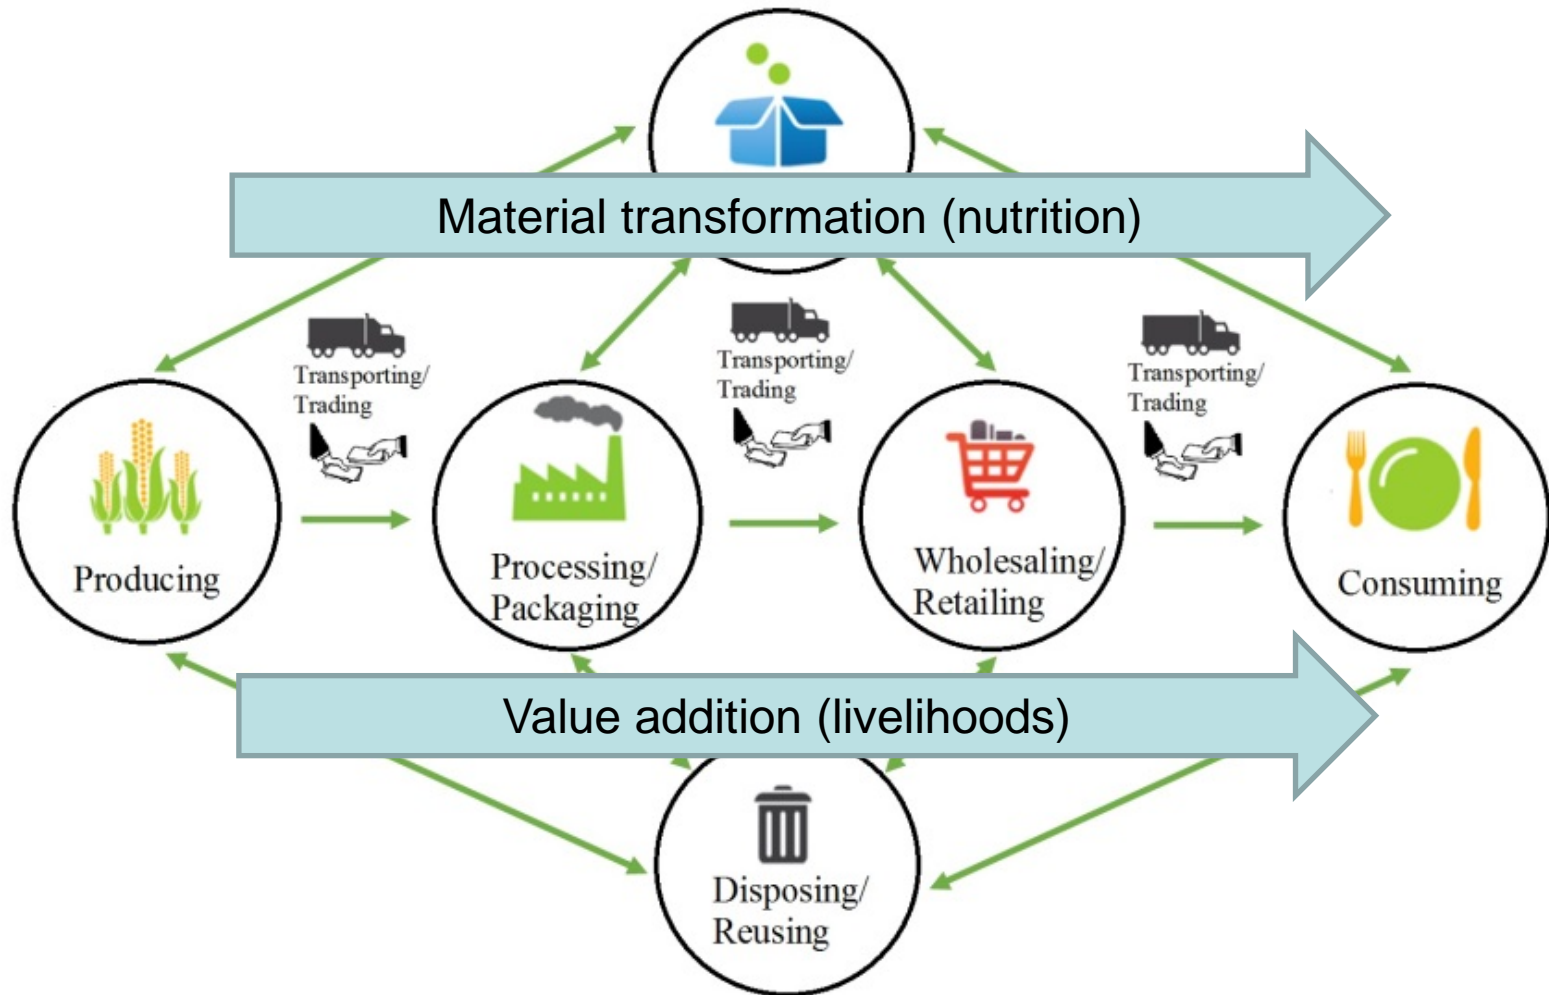 Material transformation (nutrition)
Transporting/
Trading
Transporting/
Trading
Transporting/
Trading
Producing
Processing/
Packaging
Wholesaling/
Retailing
Consuming
Value addition (livelihoods)
Disposing/
Reusing